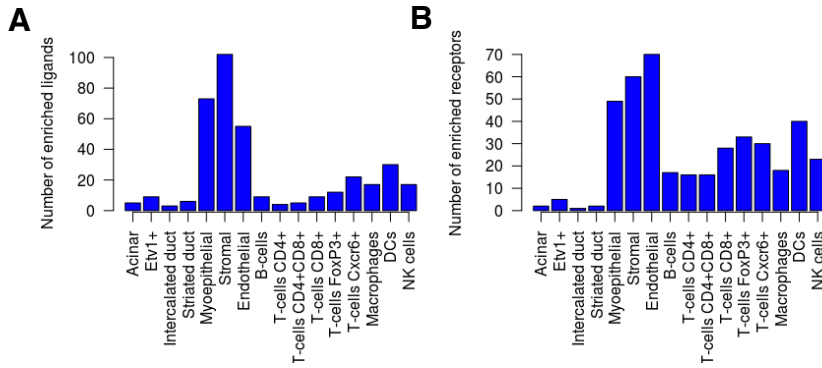 A
Number of enriched ligands
100
80
60
40
20
0
Acinar
Etv1+
Intercalated duct
Striated duct
Myoepithelial
Stromal
Endothelial
B-cells
T-cells CD4+
T-cells CD4+CD8+
T-cells CD8+
T-cells FoxP3+
T-cells Cxcr6+
Macrophages
DCs
NK cells
B
Number of enriched receptors
70
60
50
40
30
20
10
0
Acinar
Etv1+
Intercalated duct
Striated duct
Myoepithelial
Stromal
Endothelial
B-cells
T-cells CD4+
T-cells CD4+CD8+
T-cells CD8+
T-cells FoxP3+
T-cells Cxcr6+
Macrophages
DCs
NK cells